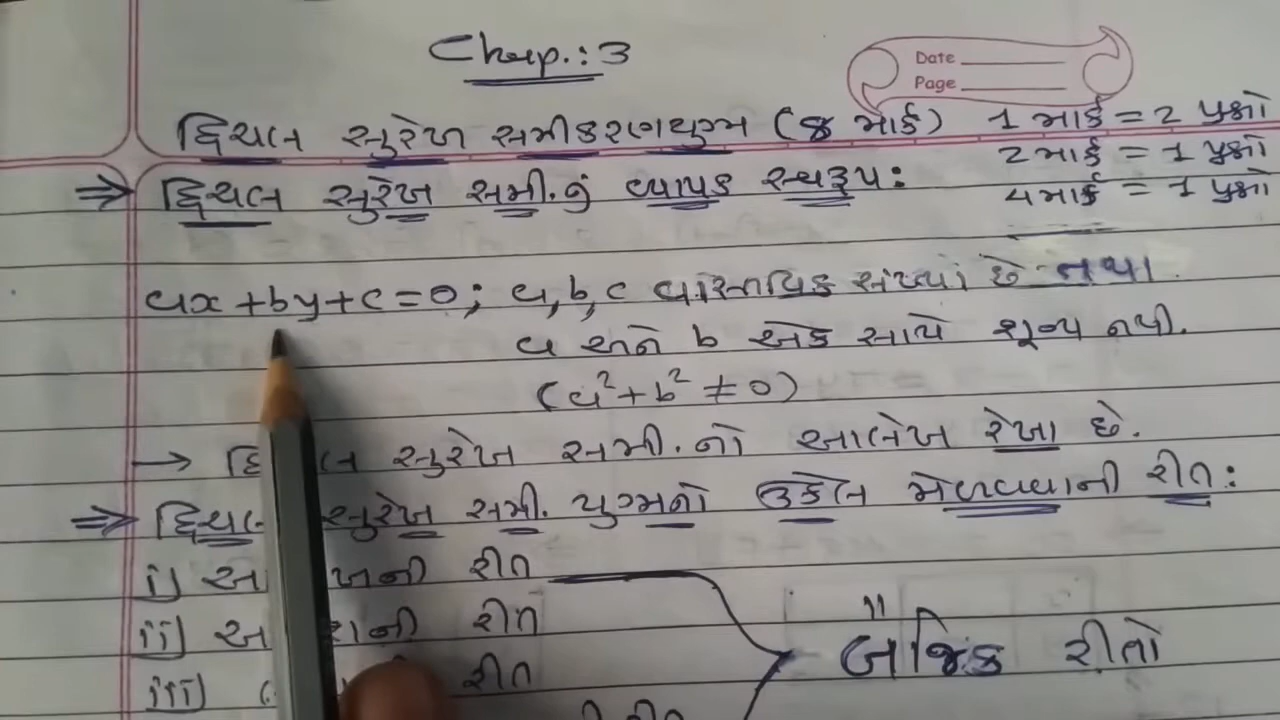 Chap.: 3
Date
Page
દ્વિચલ સુરેખ સમીકરણયુગ્મ (8 માર્ક) 1 માર્ક = 2 પ્રશ્નો
2 માર્ક = 1 પ્રશ્નો
⇒ દ્વિચલ સુરેખ સમી.નું વ્યાપક સ્વરૂપ:
4 માર્ક = 1 પ્રશ્નો
ax + by + c = 0; a, b, c વાસ્તવિક સંખ્યા છે તથા
a અને b એક સાથે શૂન્ય નથી.
(a² + b² ≠ 0)
→ સુરેખ સમી.નો આલેખ રેખા છે.
⇒ દ્વિચલ સુરેખ સમી. યુગ્મનો ઉકેલ મેળવવાની રીત:
i) રીત
ii) રીત
બૈજિક રીતો
iii) રીત